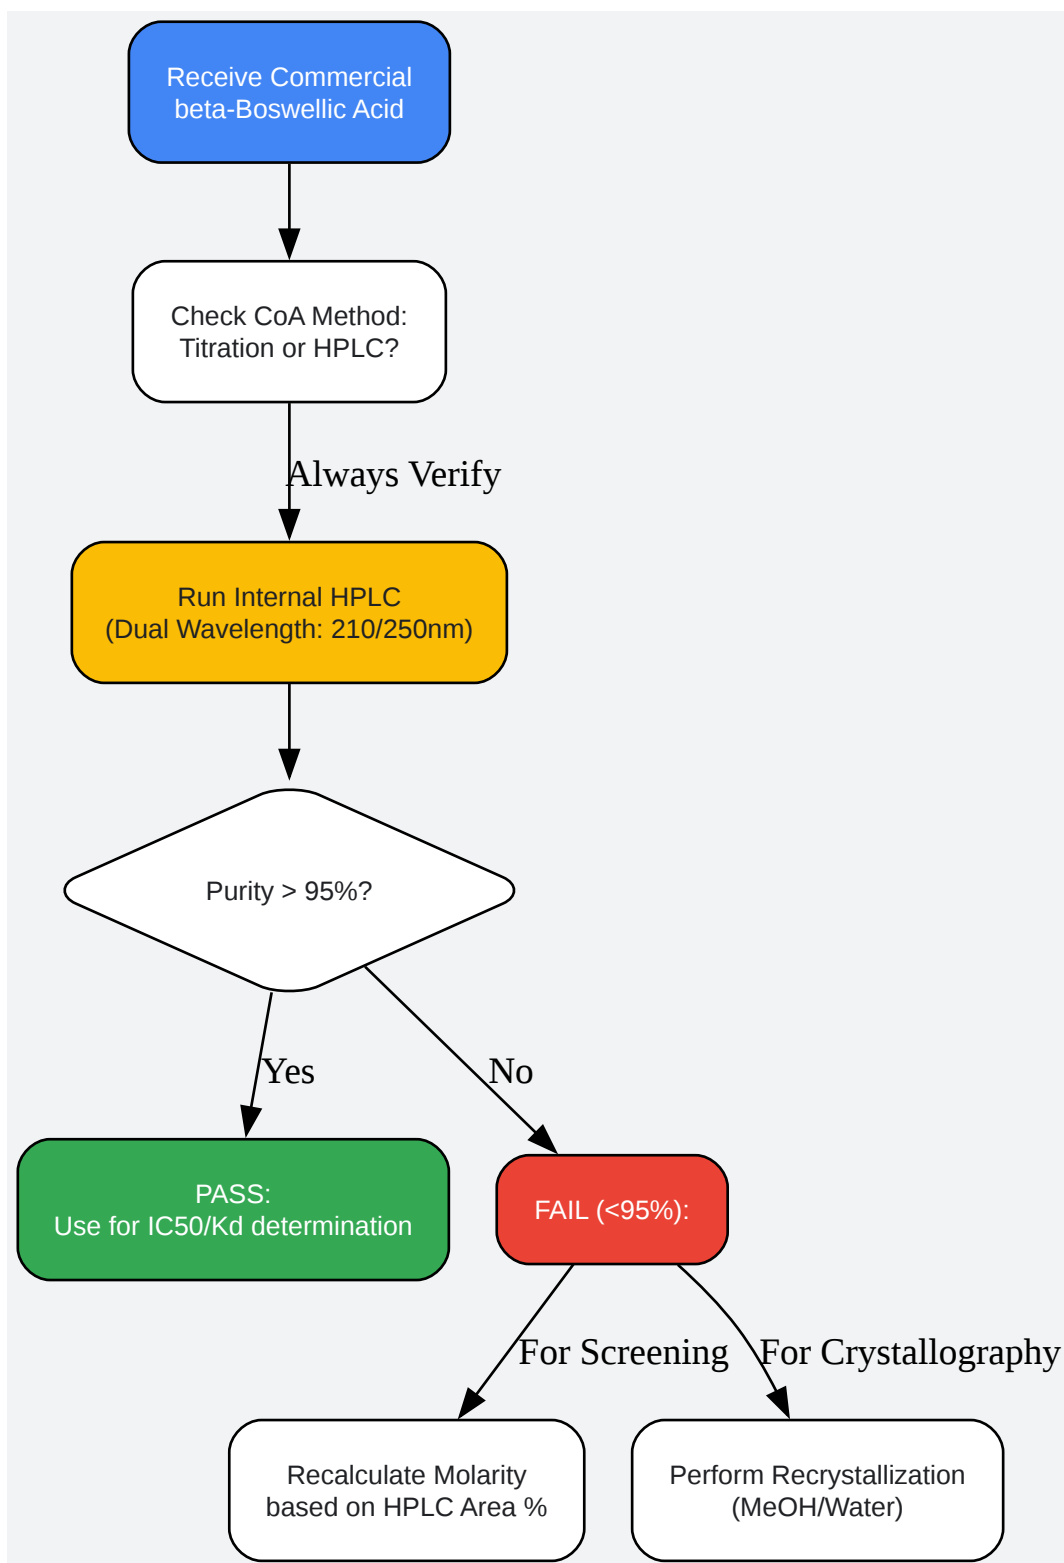 Receive Commercial
beta-Boswellic Acid
Check CoA Method:
Titration or HPLC?
Always Verify
Run Internal HPLC
(Dual Wavelength: 210/250nm)
Purity > 95%?
Yes
No
PASS:
Use for IC50/Kd determination
FAIL (<95%):
For Screening
For Crystallography
Recalculate Molarity
based on HPLC Area %
Perform Recrystallization
(MeOH/Water)